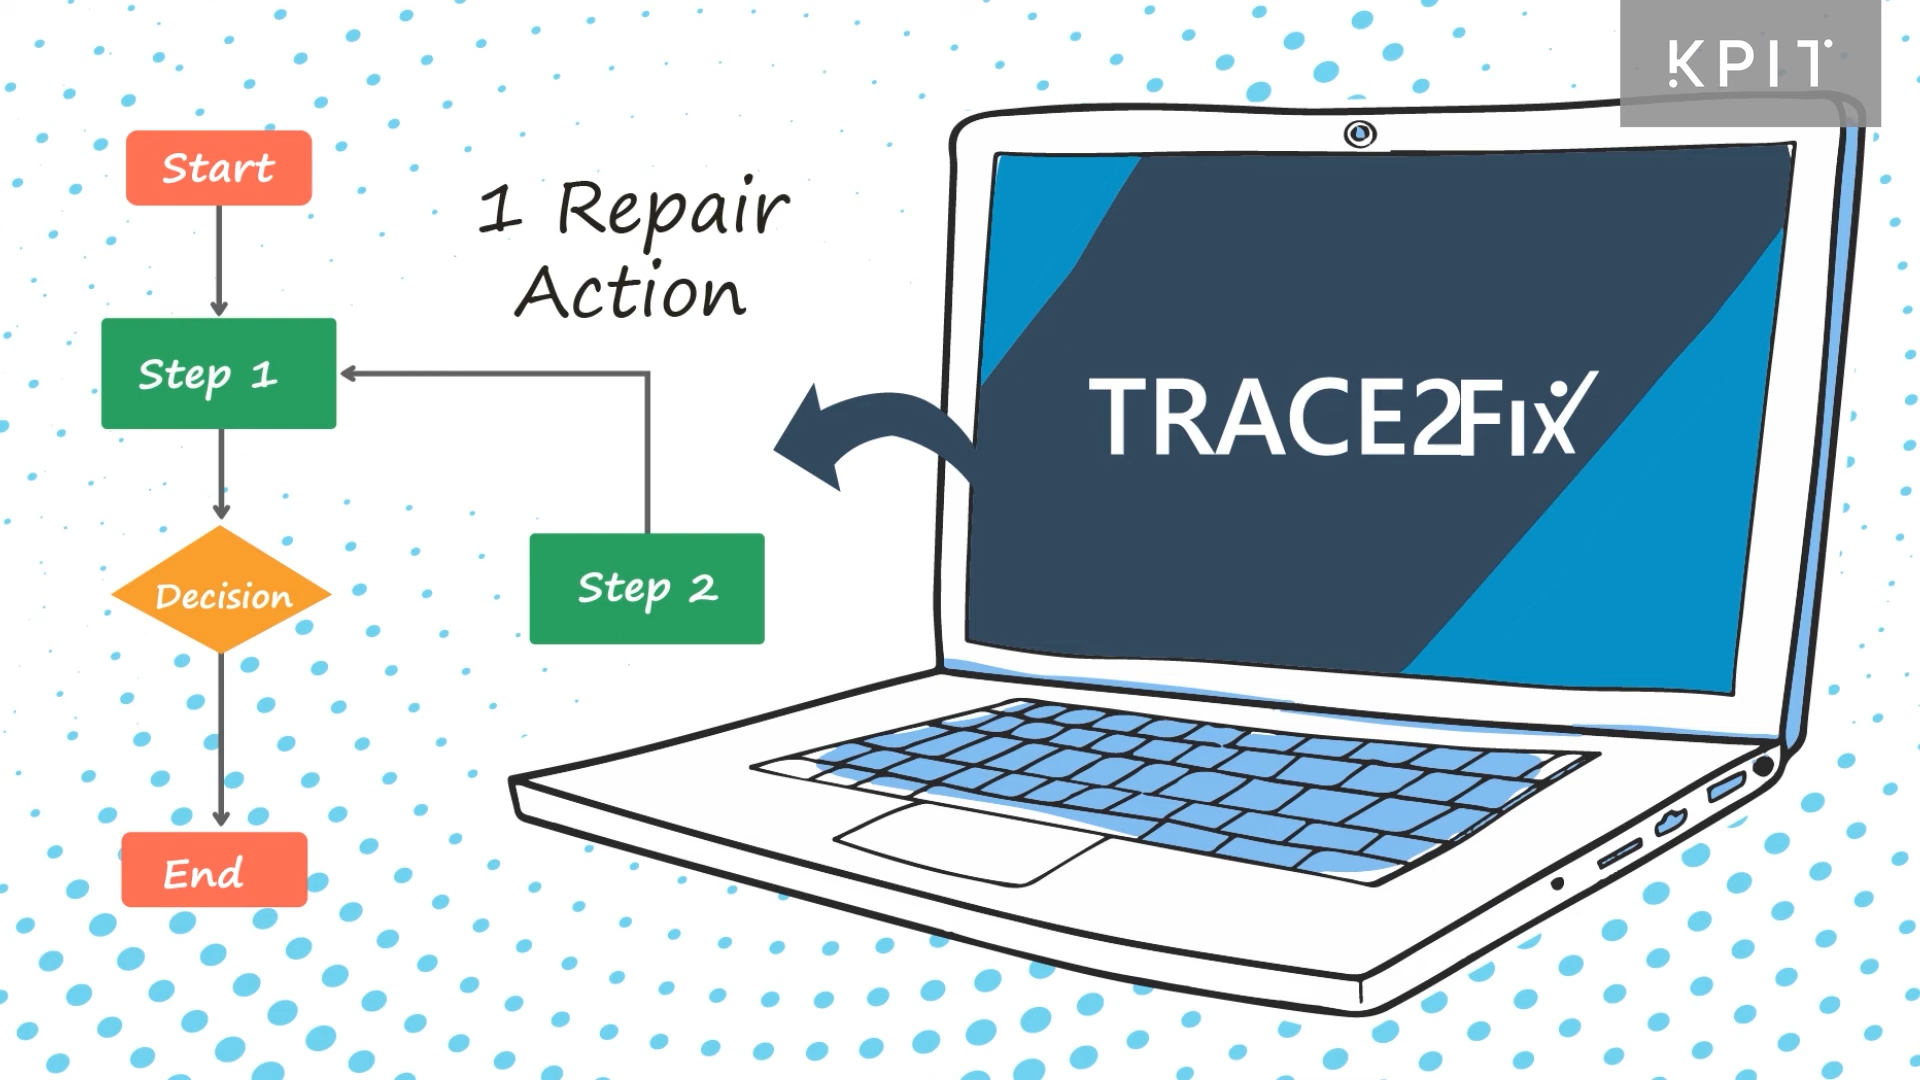 KPIT
Start
1 Repair
Action
Step 1
TRACE2FIX
Step 2
Decision
End